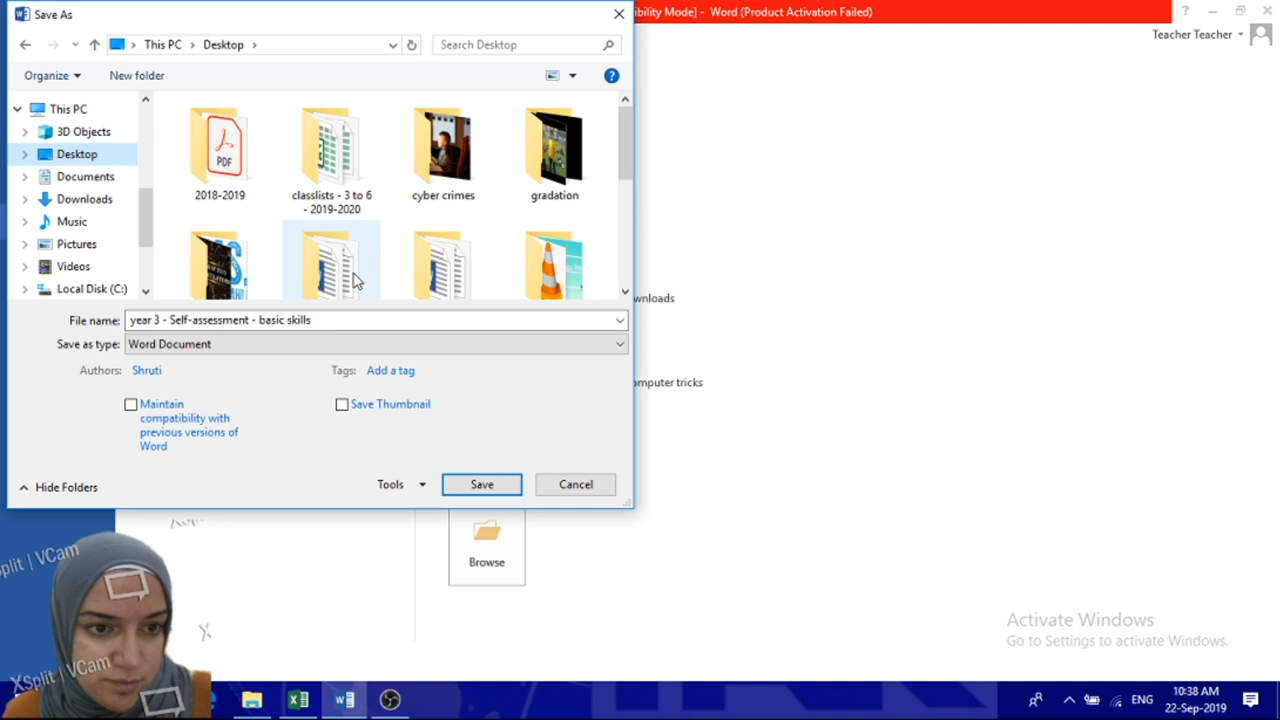 Save As
ibility Mode] - Word (Product Activation Failed)
?
Teacher Teacher
This PC
Desktop
Search Desktop
Organize
New folder
?
This PC
3D Objects
Desktop
Documents
Downloads
Music
Pictures
Videos
Local Disk (C:)
PDF
2018-2019
classlists - 3 to 6
- 2019-2020
cyber crimes
gradation
wnloads
omputer tricks
File name:
year 3 - Self-assessment - basic skills
Save as type:
Word Document
Authors:
Shruti
Tags:
Add a tag
Maintain
compatibility with
previous versions of
Word
Save Thumbnail
Hide Folders
Tools
Save
Cancel
Browse
Activate Windows
Go to Settings to activate Windows.
Split | VCam
XSplit | VCam
ENG
10:38 AM
22-Sep-2019